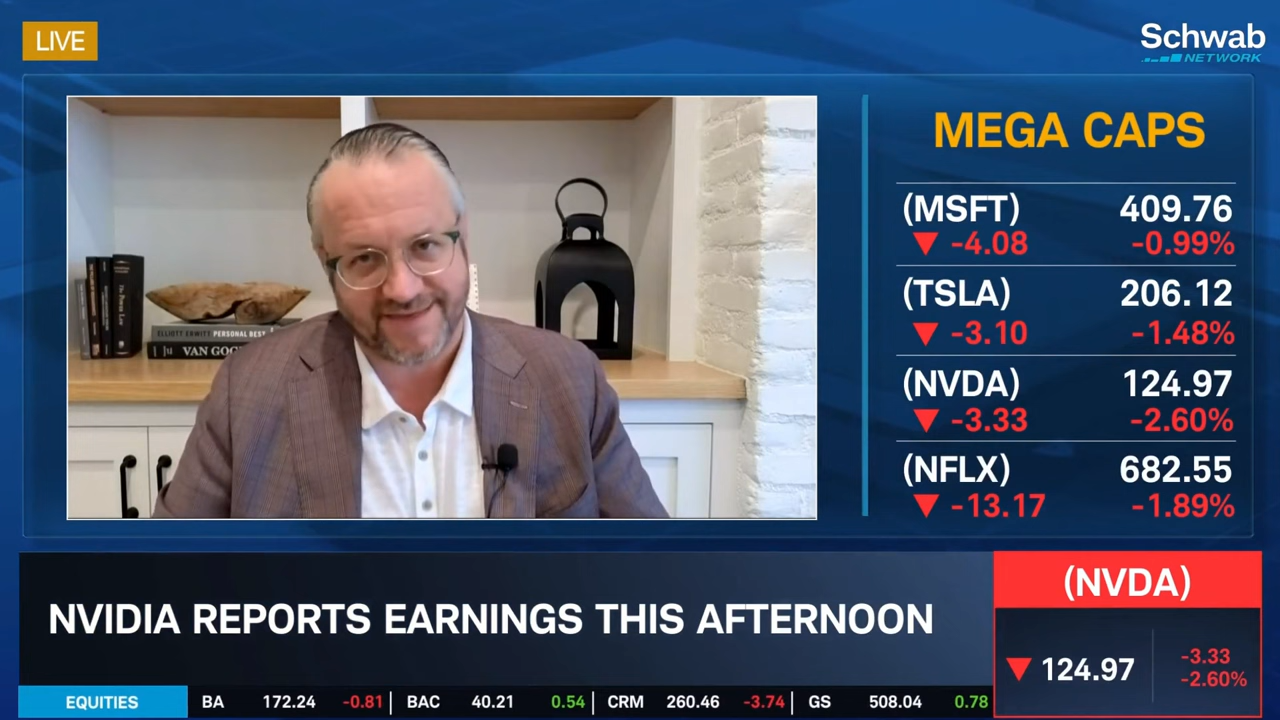 LIVE
Schwab
NETWORK
MEGA CAPS
(MSFT) 409.76
▼ -4.08 -0.99%
(TSLA) 206.12
▼ -3.10 -1.48%
(NVDA) 124.97
▼ -3.33 -2.60%
(NFLX) 682.55
▼ -13.17 -1.89%
ELLIOTT ERWITT PERSONAL BEST
VAN GOG
NVIDIA REPORTS EARNINGS THIS AFTERNOON
(NVDA)
▼ 124.97 -3.33
-2.60%
EQUITIES BA 172.24 -0.81 BAC 40.21 0.54 CRM 260.46 -3.74 GS 508.04 0.78